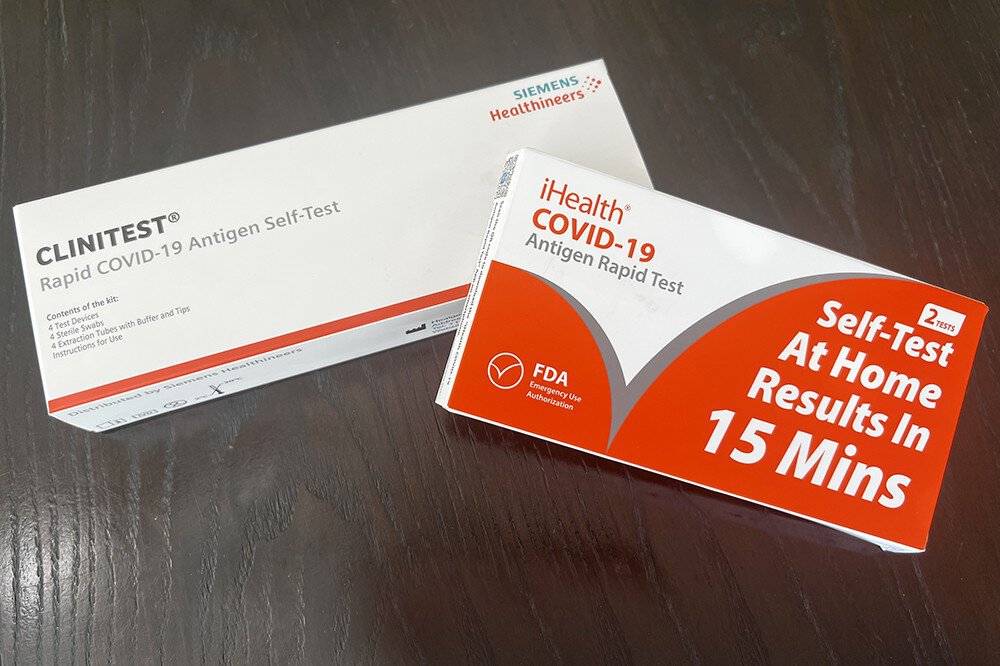 SIEMENS
Healthineers
CLINITEST®
Rapid COVID-19 Antigen Self-Test
Contents of the kit:
4 Test Devices
4 Sterile Swabs
4 Extraction Tubes with Buffer and Tips
Instructions for Use
Distributed by Siemens Healthineers
iHealth®
COVID-19
Antigen Rapid Test
2 TESTS
Self-Test
At Home
Results In
15 Mins
FDA
Emergency Use
Authorization